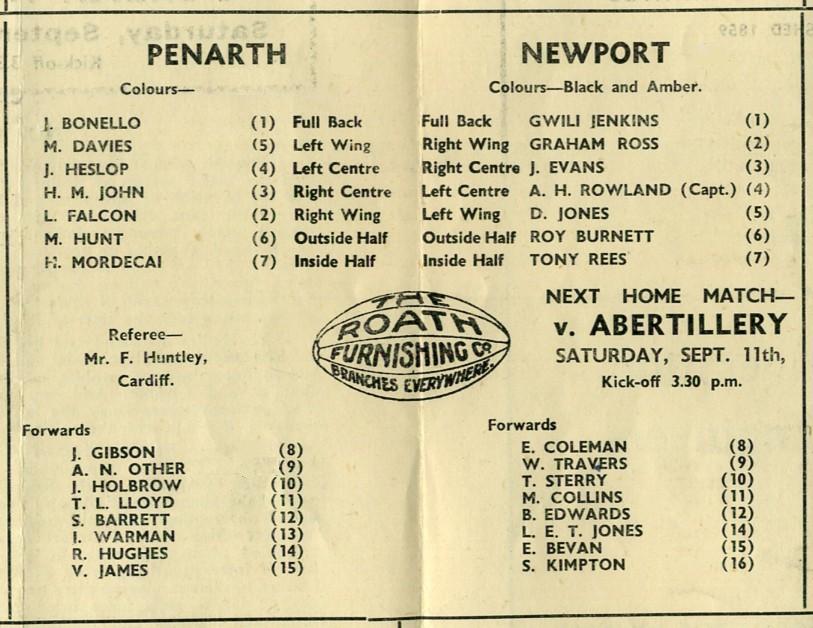 PENARTH
Colours—
J. BONELLO (1) Full Back
M. DAVIES (5) Left Wing
J. HESLOP (4) Left Centre
H. M. JOHN (3) Right Centre
L. FALCON (2) Right Wing
M. HUNT (6) Outside Half
H. MORDECAI (7) Inside Half
Referee—
Mr. F. Huntley,
Cardiff.
Forwards
J. GIBSON (8)
A. N. OTHER (9)
J. HOLBROW (10)
T. L. LLOYD (11)
S. BARRETT (12)
I. WARMAN (13)
R. HUGHES (14)
V. JAMES (15)
THE
ROATH
FURNISHING Co
BRANCHES EVERYWHERE.
NEWPORT
Colours—Black and Amber.
Full Back GWILI JENKINS (1)
Right Wing GRAHAM ROSS (2)
Right Centre J. EVANS (3)
Left Centre A. H. ROWLAND (Capt.) (4)
Left Wing D. JONES (5)
Outside Half ROY BURNETT (6)
Inside Half TONY REES (7)
NEXT HOME MATCH—
v. ABERTILLERY
SATURDAY, SEPT. 11th,
Kick-off 3.30 p.m.
Forwards
E. COLEMAN (8)
W. TRAVERS (9)
T. STERRY (10)
M. COLLINS (11)
B. EDWARDS (12)
L. E. T. JONES (14)
E. BEVAN (15)
S. KIMPTON (16)